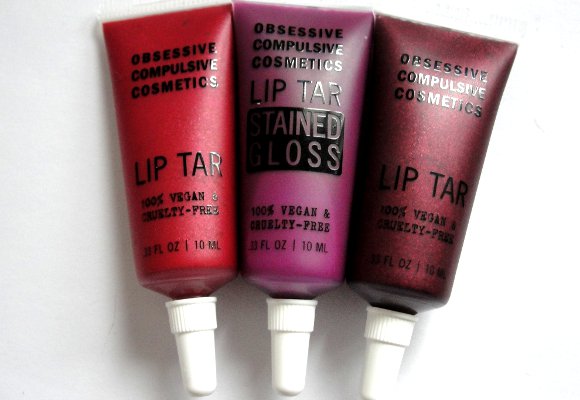 OBSESSIVE
COMPULSIVE
COSMETICS
LIP TAR
100% VEGAN &
CRUELTY-FREE
.33 FL OZ | 10 ML
OBSESSIVE
COMPULSIVE
COSMETICS
LIP TAR
STAINED
GLOSS
100% VEGAN &
CRUELTY-FREE
.33 FL OZ | 10 ML
OBSESSIVE
COMPULSIVE
COSMETICS
LIP TAR
100% VEGAN &
CRUELTY-FREE
.33 FL OZ | 10 ML